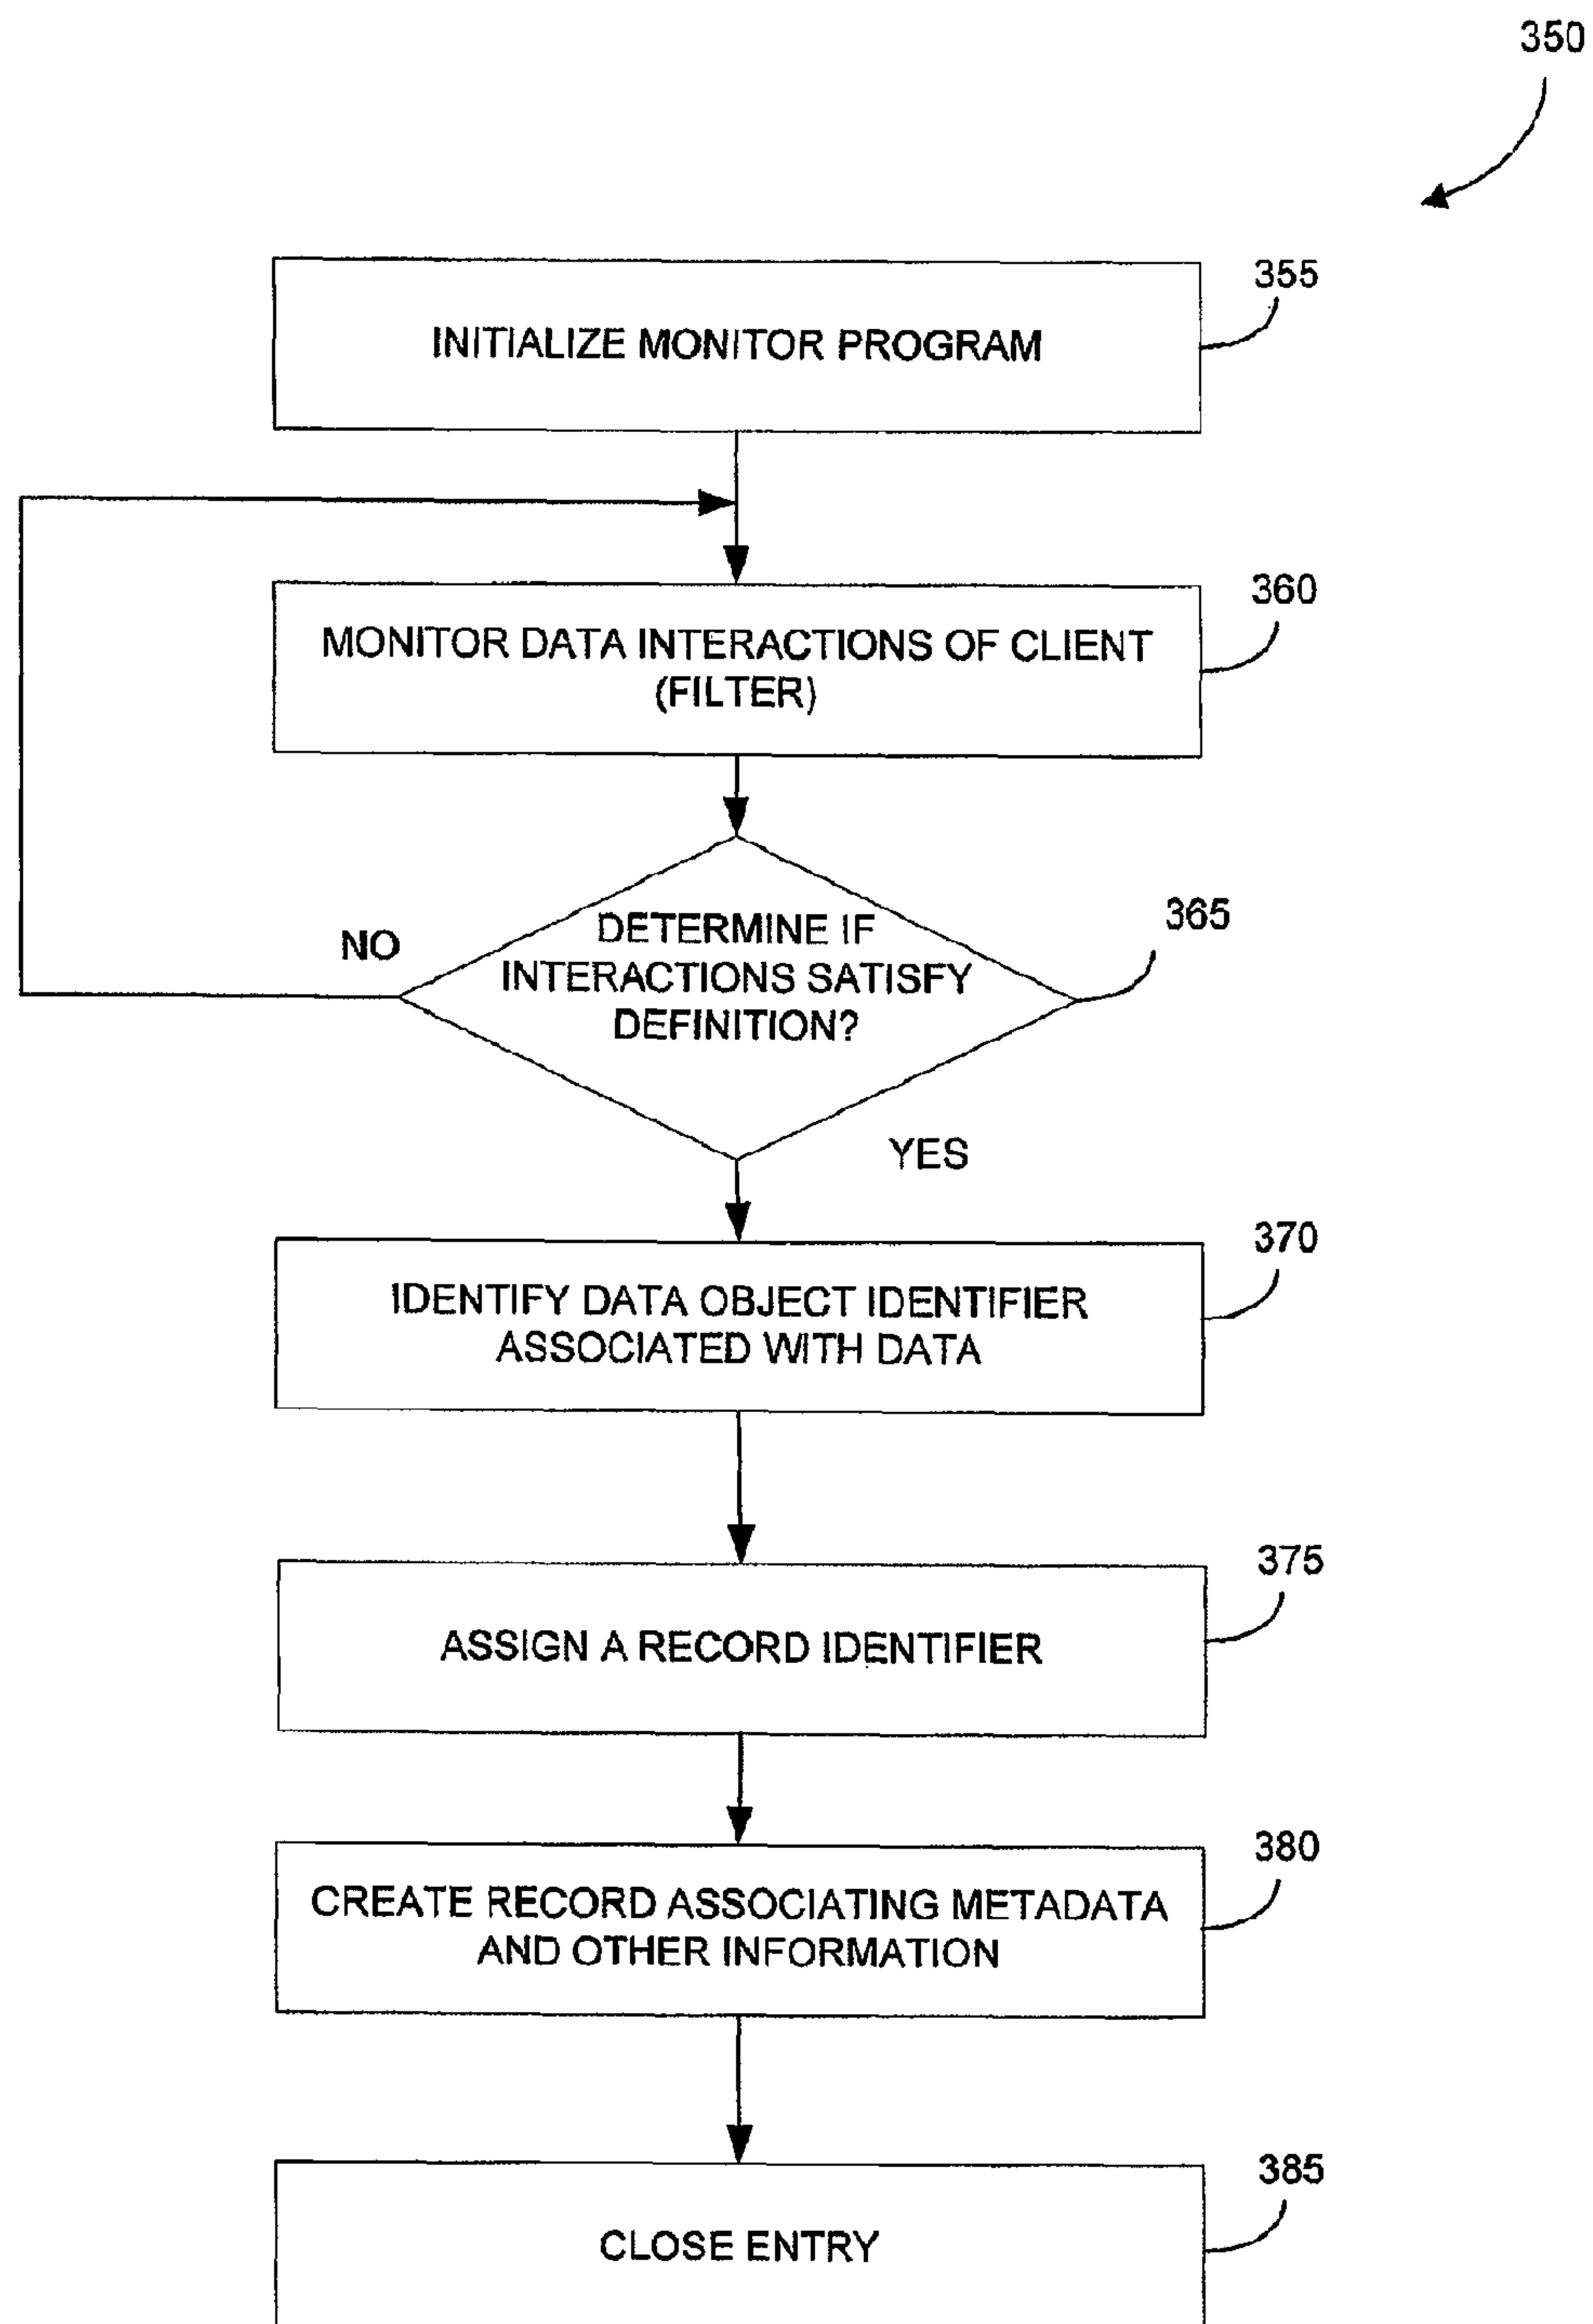 350
355
INITIALIZE MONITOR PROGRAM
360
MONITOR DATA INTERACTIONS OF CLIENT
(FILTER)
365
NO
DETERMINE IF
INTERACTIONS SATISFY
DEFINITION?
YES
370
IDENTIFY DATA OBJECT IDENTIFIER
ASSOCIATED WITH DATA
375
ASSIGN A RECORD IDENTIFIER
380
CREATE RECORD ASSOCIATING METADATA
AND OTHER INFORMATION
385
CLOSE ENTRY